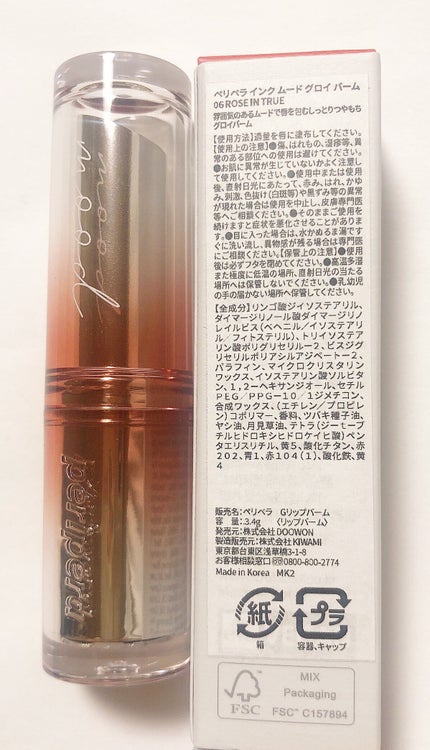 mood
mood
peripera
ペリペラ インク ムード グロイ バーム
06 ROSE IN TRUE
雰囲気のあるムードで唇を包むしっとりつやもち
グロイバーム
【使用方法】適量を唇に塗布してください。
【使用上の注意】●傷、はれもの、湿疹等、異
常のある部位への使用は避けてください。
●お肌に異常が生じていないかよく注意し
て使用してください。●使用中または使用
後、直射日光にあたって、赤み、はれ、かゆ
み、刺激、色抜け(白斑等)や黒ずみ等の異常
が現れた場合は使用を中止し、皮膚専門医
等へご相談ください。●そのままご使用を
続けますと症状を悪化させることがありま
す。●目に入った場合は、水かぬるま湯です
ぐに洗い流し、異物感が残る場合は専門医
にご相談ください。【保管上の注意】●使用
後は必ずフタを閉めてください。●高温多湿
また極度に低温の場所、直射日光の当たる
場所へは保管しないでください。●乳幼児
の手の届かない場所へ保管してください。
【全成分】リンゴ酸ジイソステアリル、
ダイマージリノール酸ダイマージリノ
レイルビス(ベヘニル/イソステアリ
ル/フィトステリル)、トリイソステア
リン酸ポリグリセリル-2、ビスジグ
リセリルポリアシルアジペート-2、
パラフィン、マイクロクリスタリン
ワックス、イソステアリン酸ソルビタ
ン、1,2-ヘキサンジオール、セチル
PEG/PPG-10/1ジメチコン、
合成ワックス、(エチレン/プロピレ
ン)コポリマー、香料、ツバキ種子油、
ヤシ油、月見草油、テトラ(ジ-t-ブ
チルヒドロキシヒドロケイヒ酸)ペン
タエリスリチル、黄5、酸化チタン、赤
202、青1、赤104(1)、酸化鉄、黄
4
販売名：ペリペラ Gリップバーム
容 量：3.4g 〈リップバーム〉
発売元：株式会社 DOOWON
製造販売元：株式会社 KIWAMI
東京都台東区浅草橋3-1-8
お客様相談窓口 0800-800-2774
Made in Korea MK2
紙
箱
プラ
容器、キャップ
FSC
MIX
Packaging
FSC™ C157894